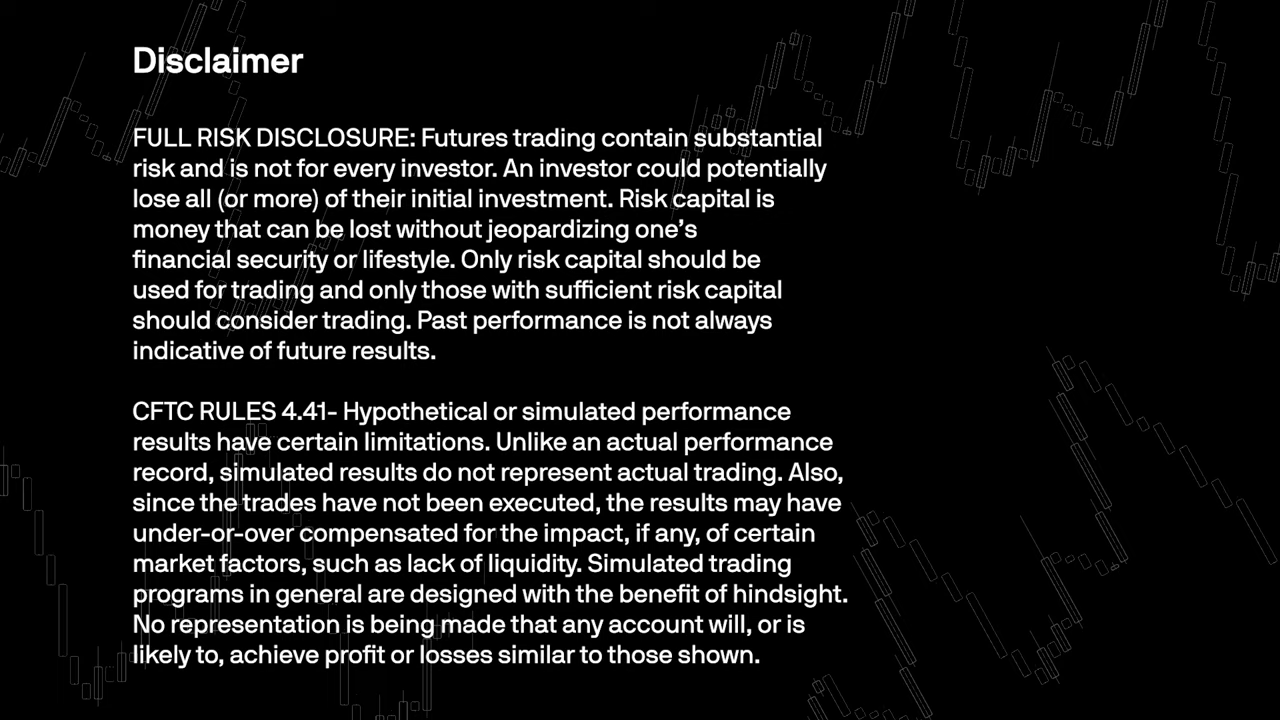 Disclaimer
FULL RISK DISCLOSURE: Futures trading contain substantial
risk and is not for every investor. An investor could potentially
lose all (or more) of their initial investment. Risk capital is
money that can be lost without jeopardizing one’s
financial security or lifestyle. Only risk capital should be
used for trading and only those with sufficient risk capital
should consider trading. Past performance is not always
indicative of future results.
CFTC RULES 4.41- Hypothetical or simulated performance
results have certain limitations. Unlike an actual performance
record, simulated results do not represent actual trading. Also,
since the trades have not been executed, the results may have
under-or-over compensated for the impact, if any, of certain
market factors, such as lack of liquidity. Simulated trading
programs in general are designed with the benefit of hindsight.
No representation is being made that any account will, or is
likely to, achieve profit or losses similar to those shown.